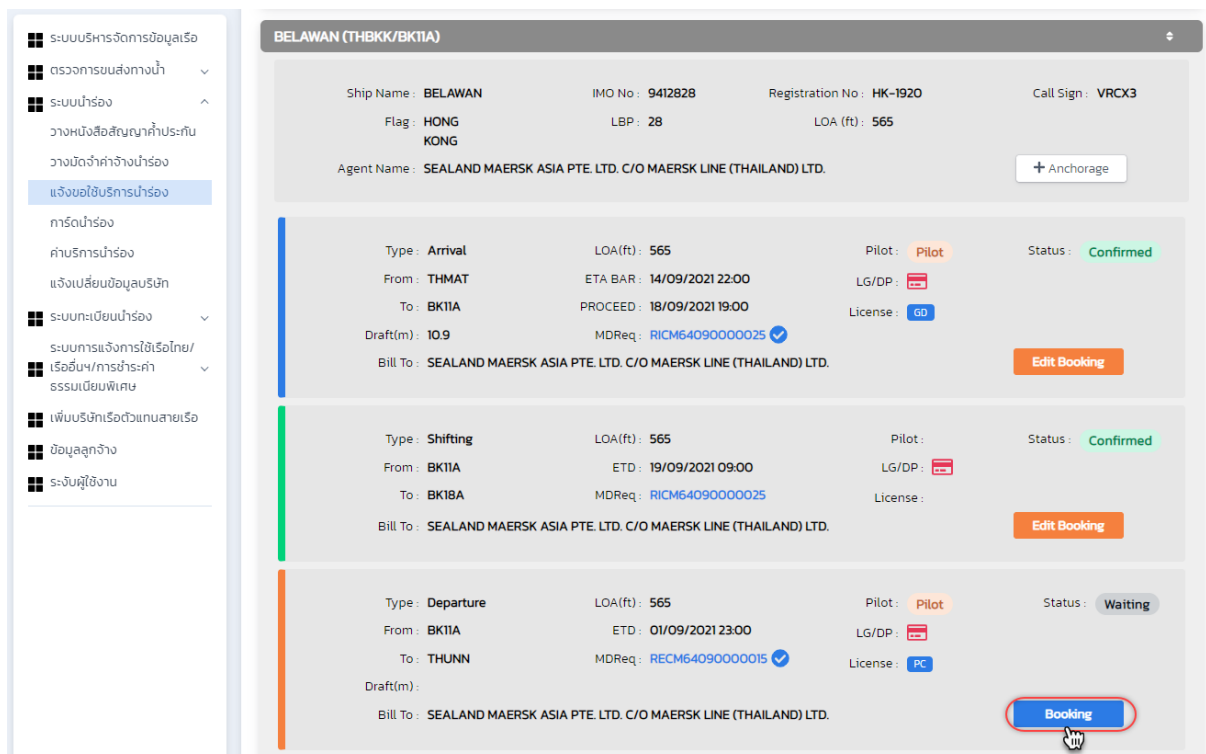 ระบบบริหารจัดการข้อมูลเรือ
ตรวจการขนส่งทางน้ำ
ระบบนำร่อง
วางหนังสือสัญญาค้ำประกัน
วางมัดจำค่าจ้างนำร่อง
แจ้งขอใช้บริการนำร่อง
การ์ดนำร่อง
ค่าบริการนำร่อง
แจ้งเปลี่ยนข้อมูลบริษัท
ระบบทะเบียนนำร่อง
ระบบการแจ้งการใช้เรือไทย/
เรืออื่นฯ/การชำระค่า
ธรรมเนียมพิเศษ
เพิ่มบริษัทเรือตัวแทนสายเรือ
ข้อมูลลูกจ้าง
ระงับผู้ใช้งาน
BELAWAN (THBKK/BK11A)
Ship Name : BELAWAN IMO No : 9412828 Registration No : HK-1920 Call Sign : VRCX3
Flag : HONG KONG LBP : 28 LOA (ft) : 565
Agent Name : SEALAND MAERSK ASIA PTE. LTD. C/O MAERSK LINE (THAILAND) LTD. + Anchorage
Type : Arrival LOA(ft) : 565 Pilot : Pilot Status : Confirmed
From : THMAT ETA BAR : 14/09/2021 22:00 LG/DP :
To : BK11A PROCEED : 18/09/2021 19:00 License : GD
Draft(m) : 10.9 MDReq : RICM64090000025
Bill To : SEALAND MAERSK ASIA PTE. LTD. C/O MAERSK LINE (THAILAND) LTD. Edit Booking
Type : Shifting LOA(ft) : 565 Pilot : Status : Confirmed
From : BK11A ETD : 19/09/2021 09:00 LG/DP :
To : BK18A MDReq : RICM64090000025 License :
Bill To : SEALAND MAERSK ASIA PTE. LTD. C/O MAERSK LINE (THAILAND) LTD. Edit Booking
Type : Departure LOA(ft) : 565 Pilot : Pilot Status : Waiting
From : BK11A ETD : 01/09/2021 23:00 LG/DP :
To : THUNN MDReq : RECM64090000015 License : PC
Draft(m) :
Bill To : SEALAND MAERSK ASIA PTE. LTD. C/O MAERSK LINE (THAILAND) LTD. Booking